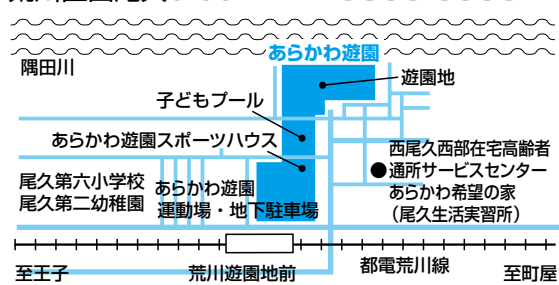 あらかわ遊園
隅田川
遊園地
子どもプール
あらかわ遊園スポーツハウス
西尾久西部在宅高齢者
●通所サービスセンター
あらかわ希望の家
（尾久生活実習所）
尾久第六小学校
尾久第二幼稚園
あらかわ遊園
運動場・地下駐車場
至王子
荒川遊園地前
都電荒川線
至町屋